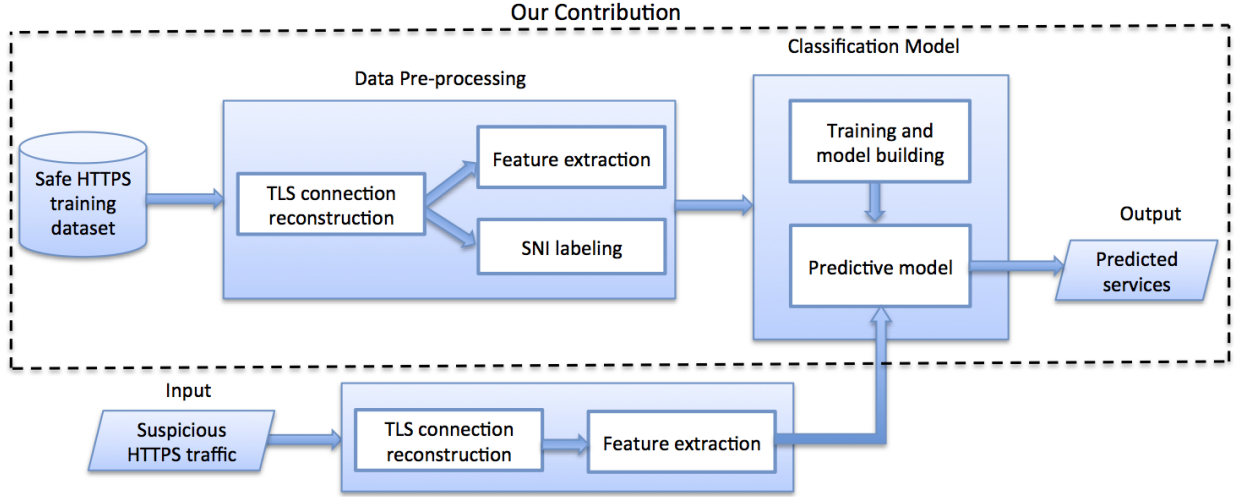 Our Contribution
Classification Model
Data Pre-processing
Safe HTTPS
training
dataset
TLS connection
reconstruction
Feature extraction
SNI labeling
Training and
model building
Predictive model
Output
Predicted
services
Input
Suspicious
HTTPS traffic
TLS connection
reconstruction
Feature extraction